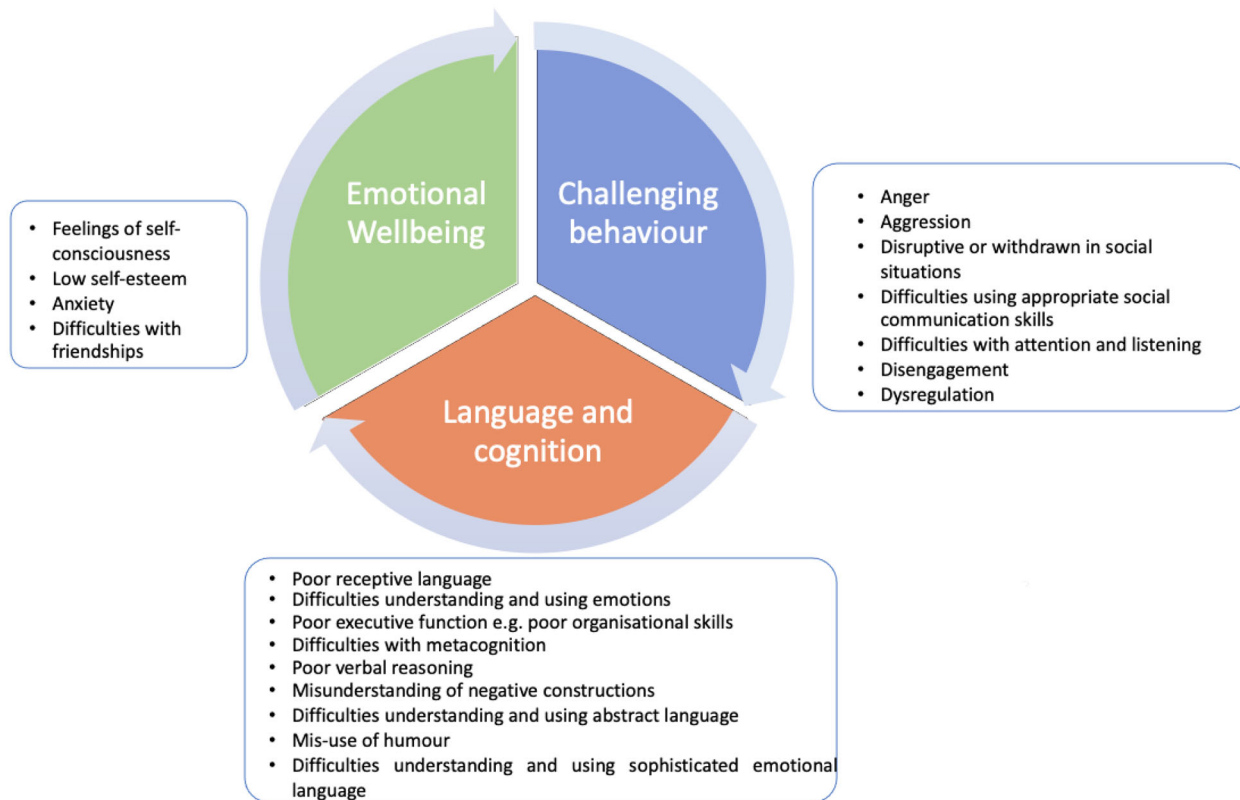 Emotional
Wellbeing
Challenging
behaviour
Language and
cognition
• Feelings of self-
consciousness
• Low self-esteem
• Anxiety
• Difficulties with
friendships
• Anger
• Aggression
• Disruptive or withdrawn in social
situations
• Difficulties using appropriate social
communication skills
• Difficulties with attention and listening
• Disengagement
• Dysregulation
• Poor receptive language
• Difficulties understanding and using emotions
• Poor executive function e.g. poor organisational skills
• Difficulties with metacognition
• Poor verbal reasoning
• Misunderstanding of negative constructions
• Difficulties understanding and using abstract language
• Mis-use of humour
• Difficulties understanding and using sophisticated emotional
language